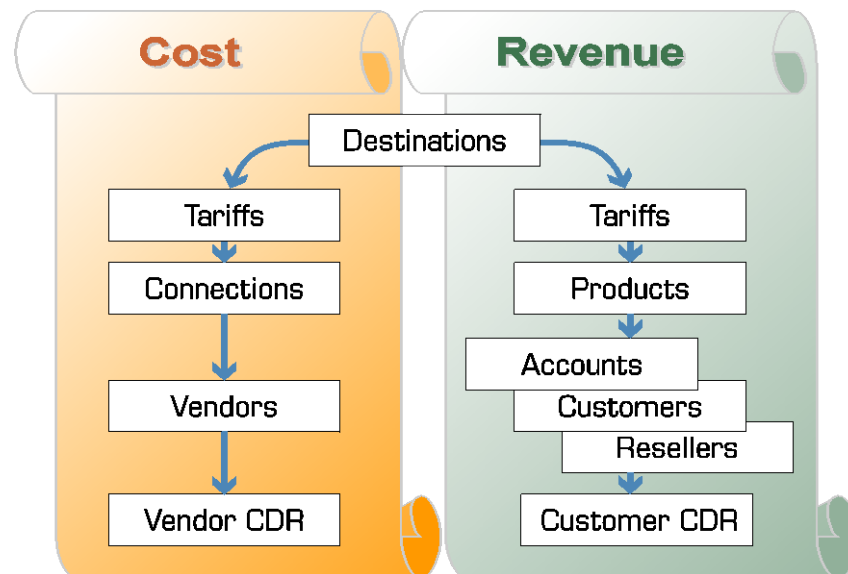 Cost
Revenue
Destinations
Tariffs
Tariffs
Connections
Products
Accounts
Vendors
Customers
Resellers
Vendor CDR
Customer CDR